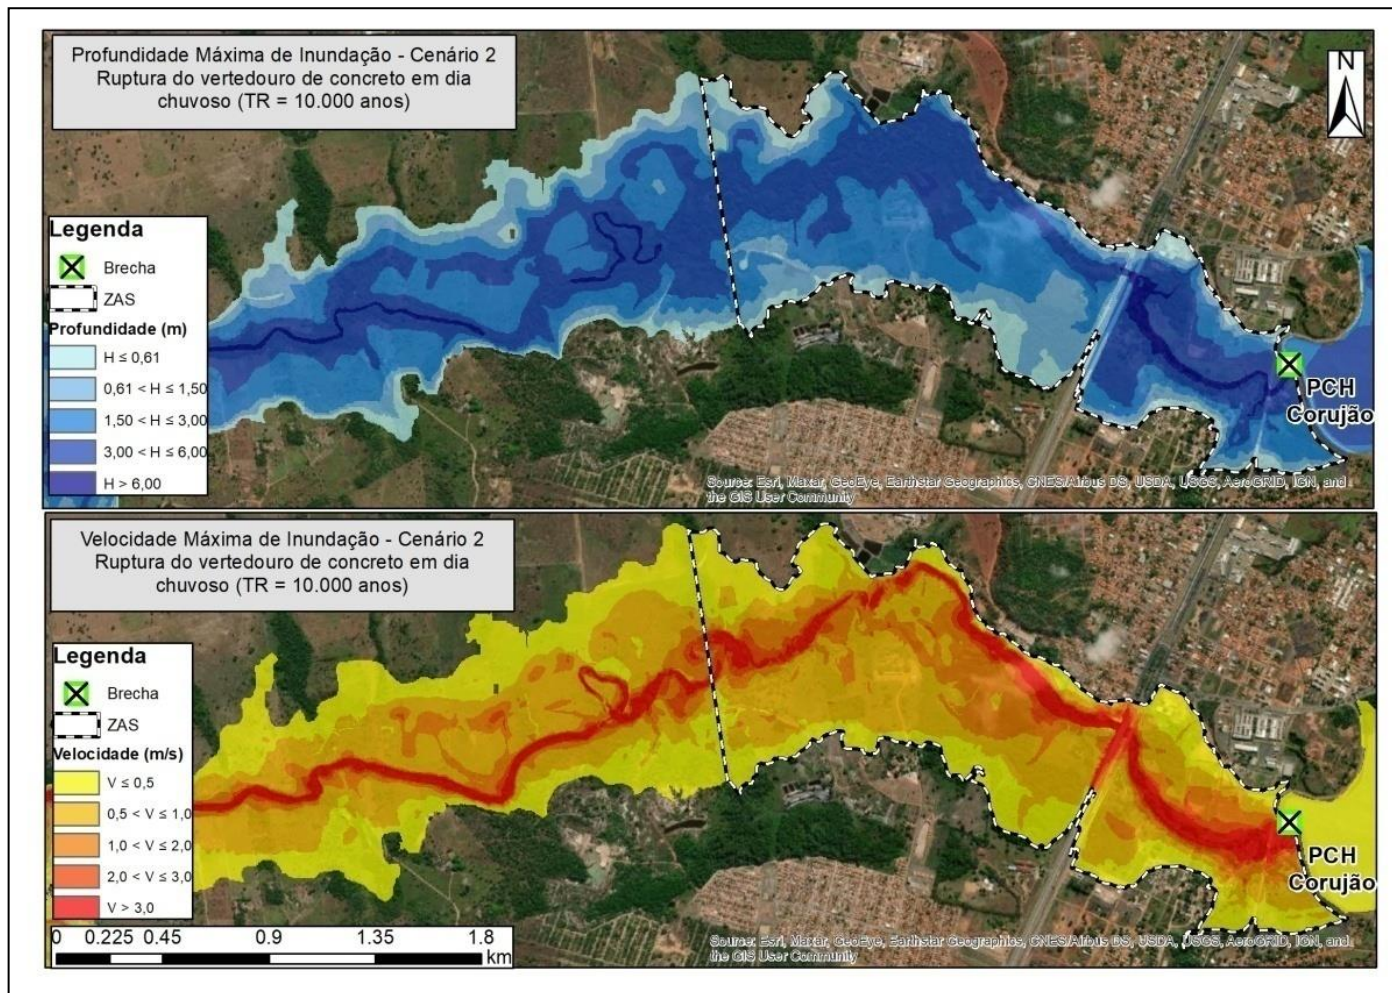 Profundidade Máxima de Inundação - Cenário 2
Ruptura do vertedouro de concreto em dia
chuvoso (TR = 10.000 anos)
N
Legenda
Brecha
ZAS
Profundidade (m)
H ≤ 0,61
0,61 < H ≤ 1,50
1,50 < H ≤ 3,00
3,00 < H ≤ 6,00
H > 6,00
PCH
Corujão
Source: Esri, Maxar, GeoEye, Earthstar Geographics, CNES/Airbus DS, USDA, USGS, AeroGRID, IGN, and
the GIS User Community
Velocidade Máxima de Inundação - Cenário 2
Ruptura do vertedouro de concreto em dia
chuvoso (TR = 10.000 anos)
Legenda
Brecha
ZAS
Velocidade (m/s)
V ≤ 0,5
0,5 < V ≤ 1,0
1,0 < V ≤ 2,0
2,0 < V ≤ 3,0
V > 3,0
PCH
Corujão
0 0.225 0.45 0.9 1.35 1.8
km
Source: Esri, Maxar, GeoEye, Earthstar Geographics, CNES/Airbus DS, USDA, USGS, AeroGRID, IGN, and
the GIS User Community